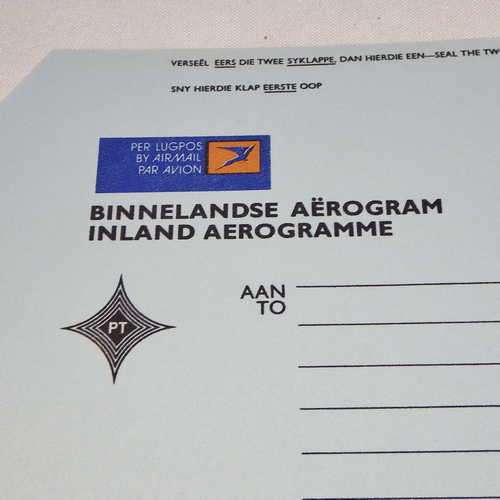 VERSEËL EERS DIE TWEE SYKLAPPE, DAN HIERDIE EEN—SEAL THE
SNY HIERDIE KLAP EERSTE OOP
PER LUGPOS
BY AIRMAIL
PAR AVION
BINNELANDSE AËROGRAM
INLAND AEROGRAMME
AAN
TO
PT